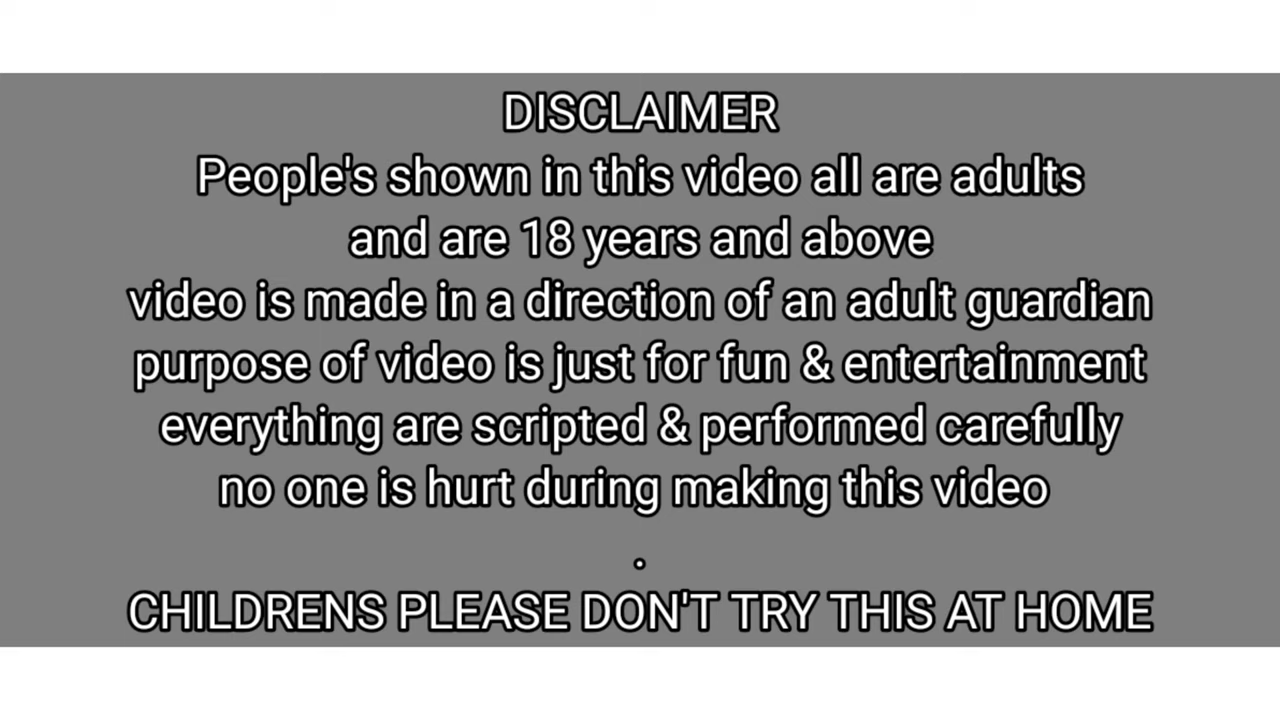 DISCLAIMER
People's shown in this video all are adults
and are 18 years and above
video is made in a direction of an adult guardian
purpose of video is just for fun & entertainment
everything are scripted & performed carefully
no one is hurt during making this video
.
CHILDRENS PLEASE DON'T TRY THIS AT HOME